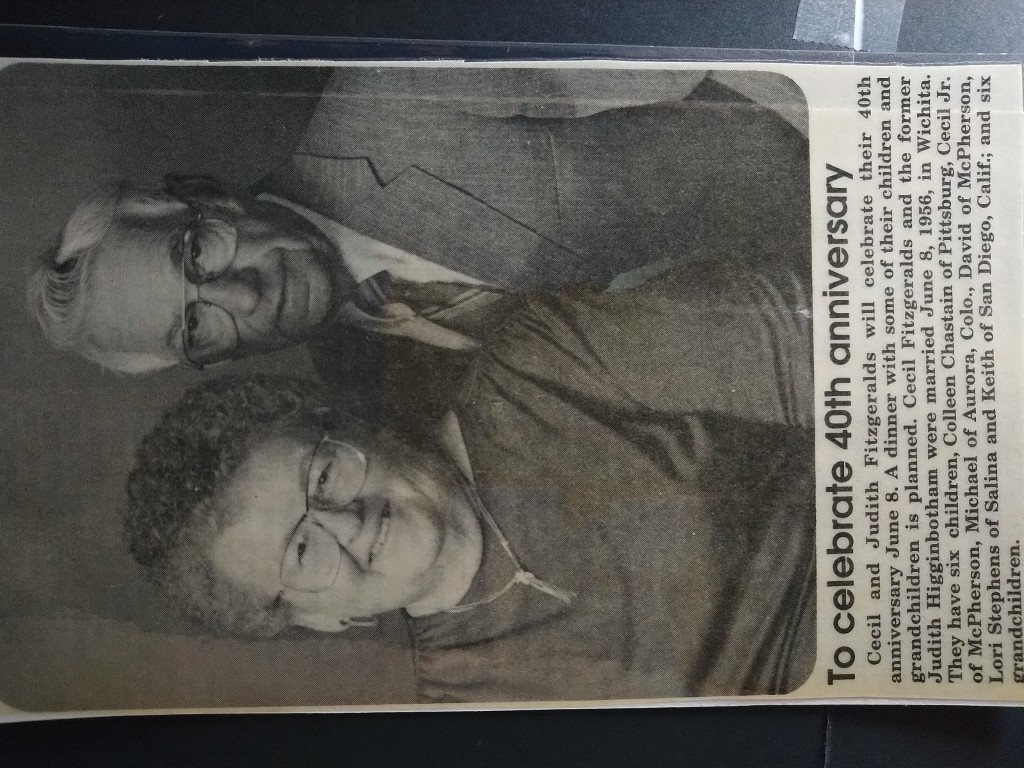 To celebrate 40th anniversary
Cecil and Judith Fitzgeralds will celebrate their 40th
anniversary June 8. A dinner with some of their children and
grandchildren is planned. Cecil Fitzgeralds and the former
Judith Higginbotham were married June 8, 1956, in Wichita.
They have six children, Colleen Chastain of Pittsburg, Cecil Jr.
of McPherson, Michael of Aurora, Colo., David of McPherson,
Lori Stephens of Salina and Keith of San Diego, Calif.; and six
grandchildren.